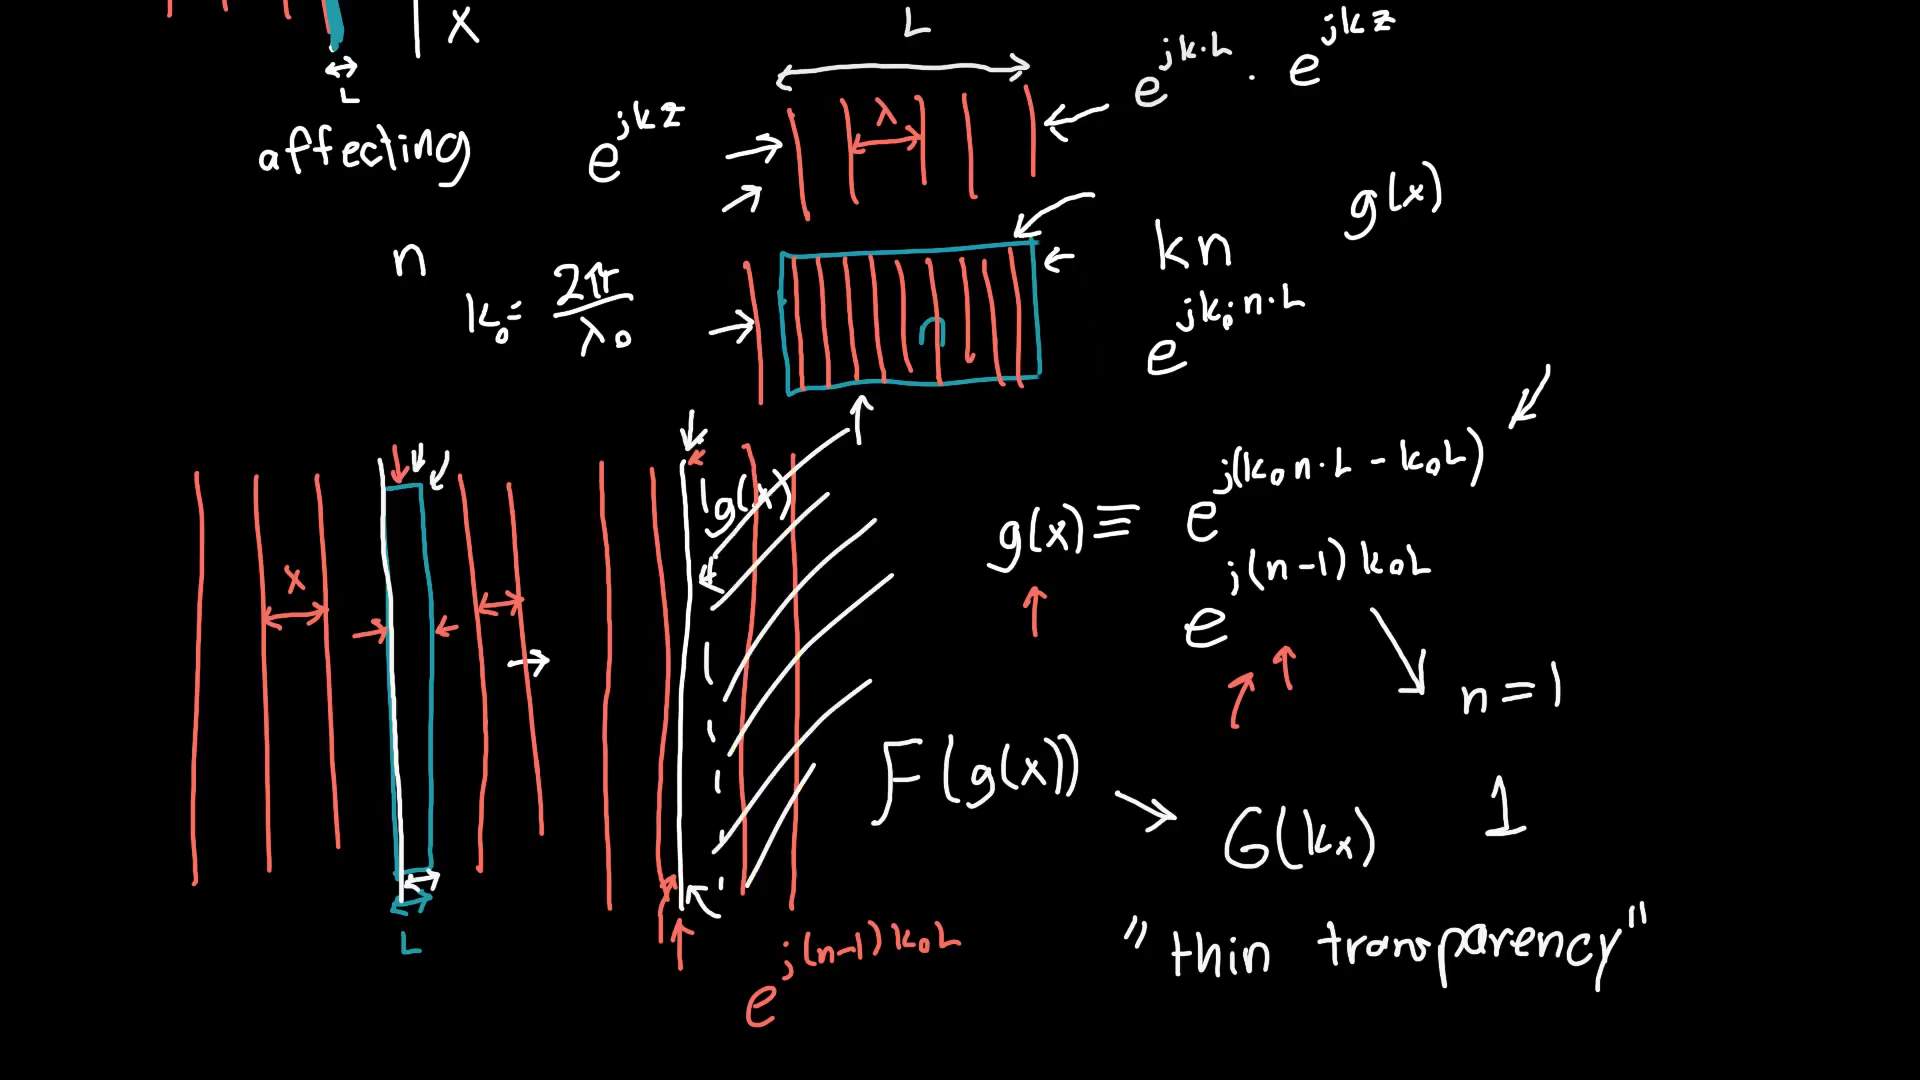 x
L
affecting
L
e^{jk·L} · e^{jkz}
e^{jkz}
λ
g(x)
n
k₀ = 2π/λ₀
n
kn
e^{jk₀n·L}
g(x)
g(x) ≡ e^{j(k₀n·L - k₀L)}
e^{j(n-1)k₀L}
x
n=1
F(g(x))
G(kₓ)
1
L
e^{j(n-1)k₀L}
"thin transparency"